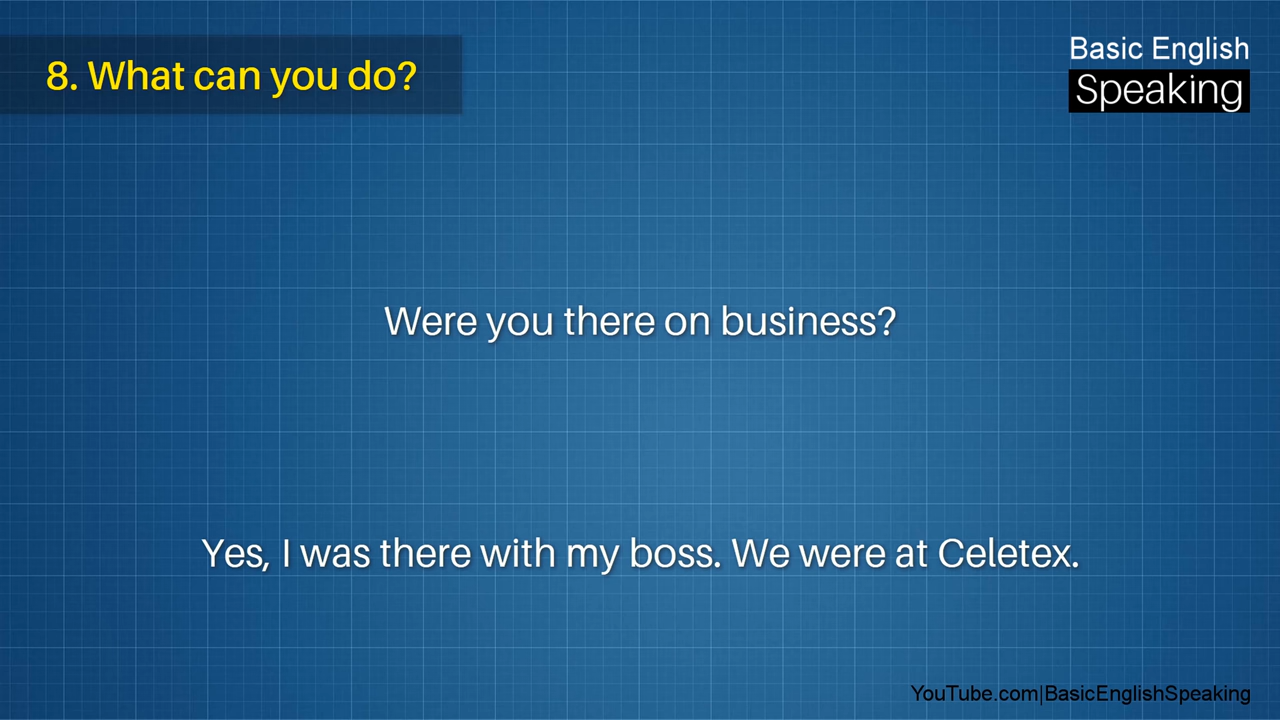 8. What can you do?
Basic English
Speaking
Were you there on business?
Yes, I was there with my boss. We were at Celetex.
YouTube.com|BasicEnglishSpeaking